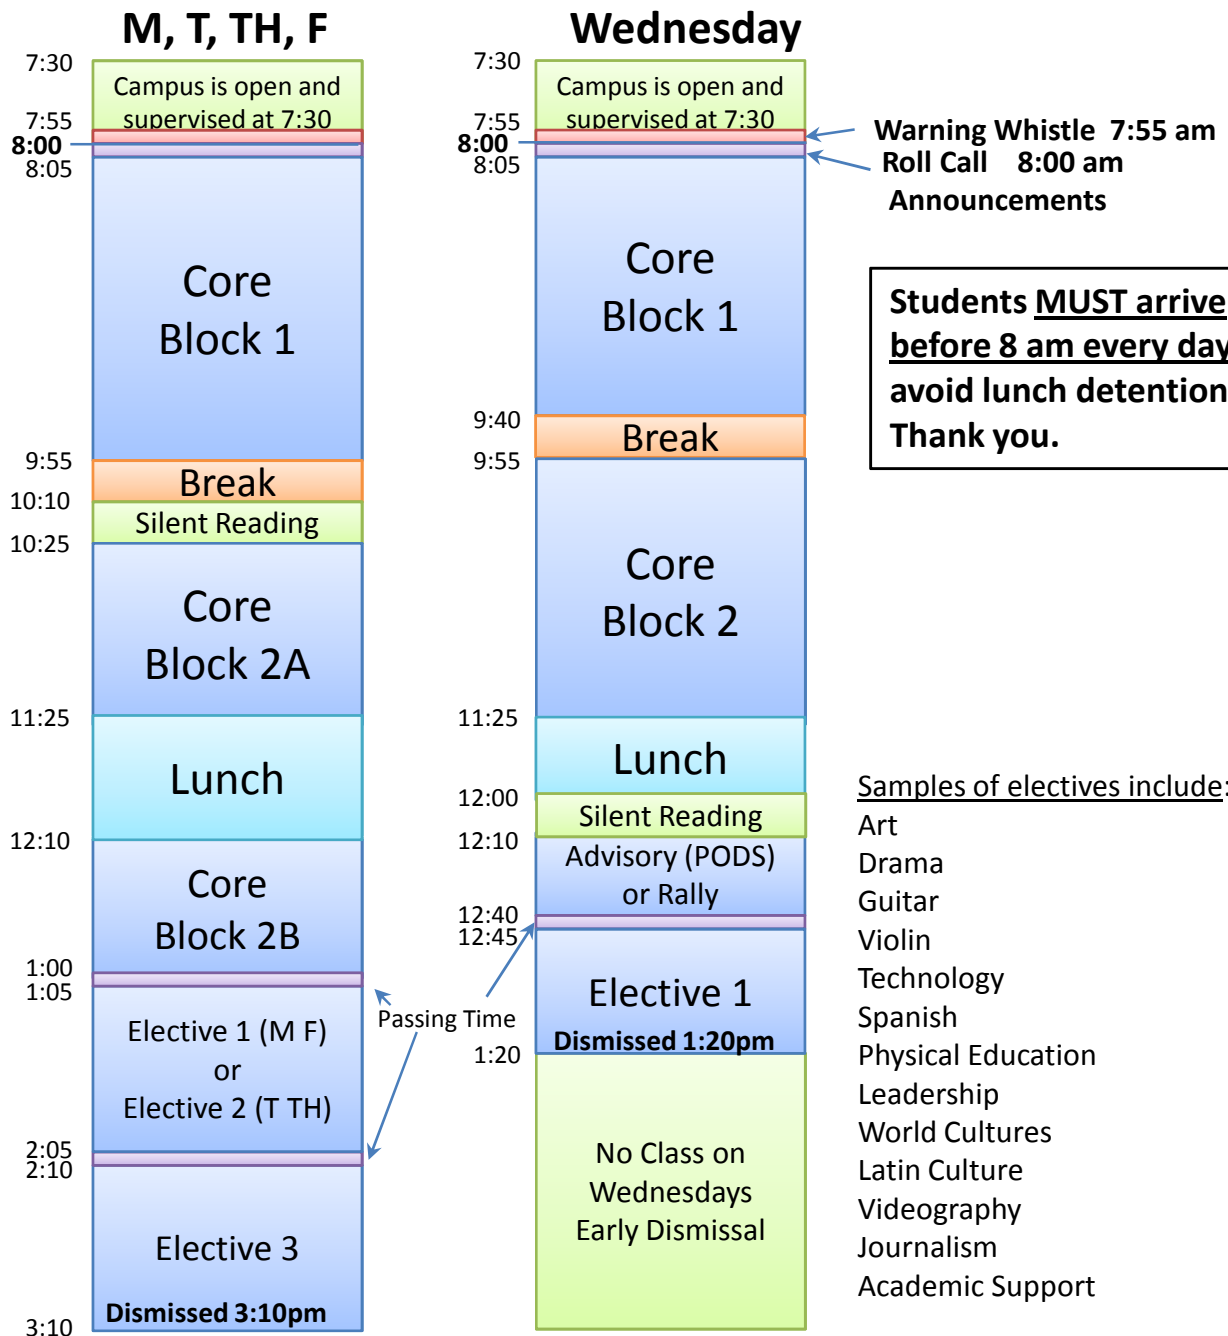 M, T, TH, F
7:30
Campus is open and
supervised at 7:30
7:55
8:00
8:05
Core
Block 1
9:55
Break
10:10
Silent Reading
10:25
Core
Block 2A
11:25
Lunch
12:10
Core
Block 2B
1:00
1:05
Elective 1 (M F)
or
Elective 2 (T TH)
2:05
2:10
Elective 3
Dismissed 3:10pm
3:10
Passing Time
Wednesday
7:30
Campus is open and
supervised at 7:30
7:55
8:00
8:05
Core
Block 1
9:40
Break
9:55
Core
Block 2
11:25
Lunch
12:00
Silent Reading
12:10
Advisory (PODS)
or Rally
12:40
12:45
Elective 1
Dismissed 1:20pm
1:20
No Class on
Wednesdays
Early Dismissal
Warning Whistle 7:55 am
Roll Call 8:00 am
Announcements
Students MUST arrive
before 8 am every day
avoid lunch detention
Thank you.
Samples of electives include:
Art
Drama
Guitar
Violin
Technology
Spanish
Physical Education
Leadership
World Cultures
Latin Culture
Videography
Journalism
Academic Support